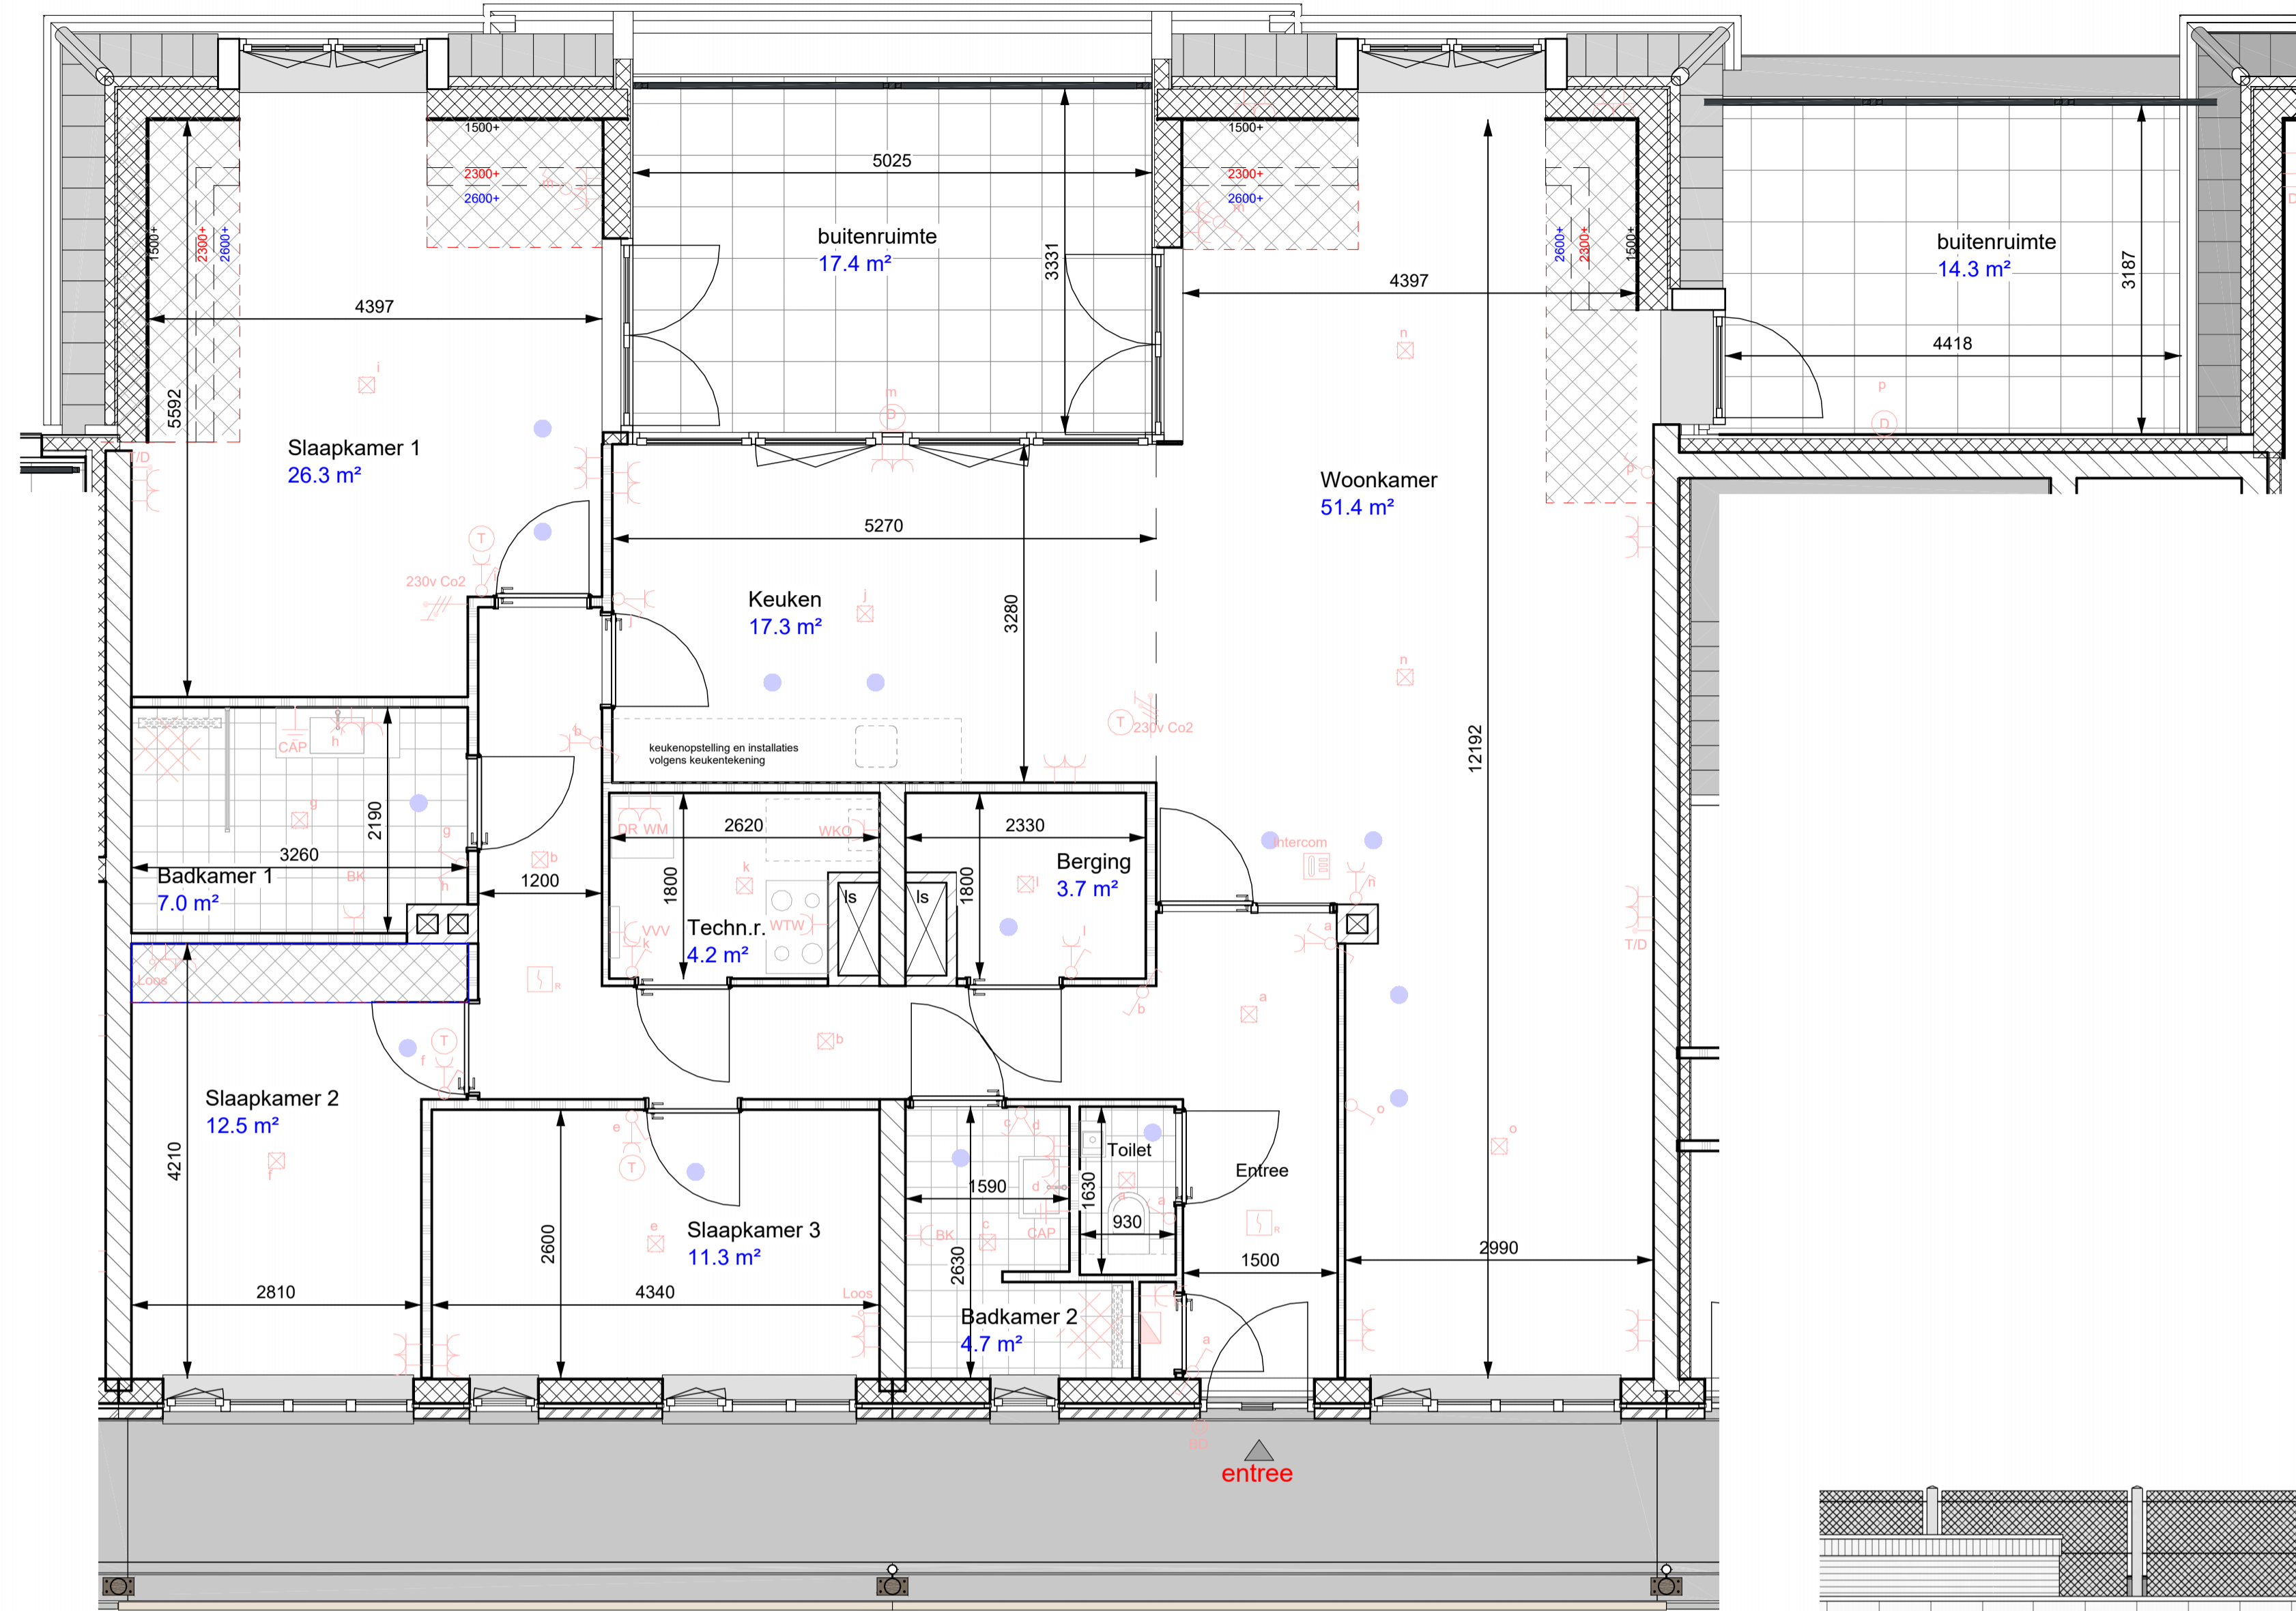 1500+
2300+
2600+
m
1500+
2300+
2600+
m
1500+
2300+
2600+
2600+
2300+
1500+
5025
buitenruimte
17.4 m²
3331
buitenruimte
14.3 m²
3187
4418
4397
4397
5592
i
n
m
D
p
D
Slaapkamer 1
26.3 m²
T/D
Woonkamer
51.4 m²
p
5270
T
i
230v Co2
Keuken
17.3 m²
j
j
3280
n
T
230v Co2
12192
b
keukenopstelling en installaties
volgens keukentekening
CAP
h
g
2190
g
3260
Badkamer 1
7.0 m²
BK
h
b
1200
DR
WM
2620
WKO
k
1800
ls
VVV
k
Techn.r.
4.2 m²
WTW
2330
Berging
3.7 m²
l
1800
ls
l
Intercom
n
a
T/D
Loos
R
b
b
a
T
f
Slaapkamer 2
12.5 m²
f
4210
2810
e
T
e
2600
Slaapkamer 3
11.3 m²
4340
Loos
c
d
1590
d
BK
c
CAP
2630
Badkamer 2
4.7 m²
Toilet
1630
a
a
930
Entree
R
1500
a
o
o
2990
entree